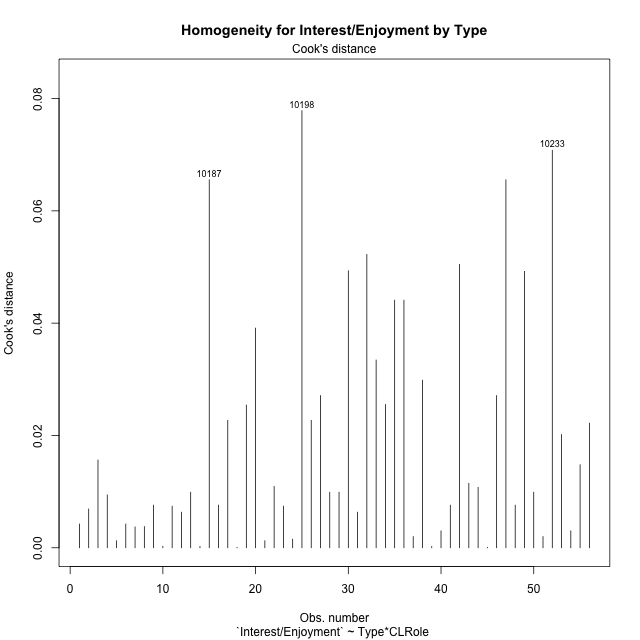 Homogeneity for Interest/Enjoyment by Type
Cook's distance
Cook's distance
0.08
0.06
0.04
0.02
0.00
10187
10198
10233
0 10 20 30 40 50
Obs. number
`Interest/Enjoyment` ~ Type*CLRole